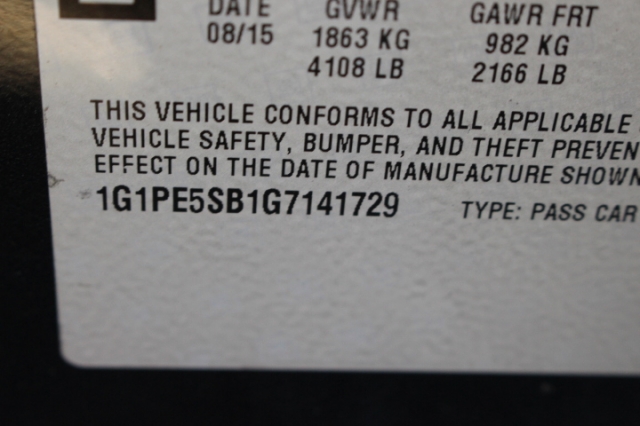 DATE GVWR GAWR FRT
08/15 1863 KG 982 KG
4108 LB 2166 LB
THIS VEHICLE CONFORMS TO ALL APPLICABLE
VEHICLE SAFETY, BUMPER, AND THEFT PREVEN
EFFECT ON THE DATE OF MANUFACTURE SHOWN
1G1PE5SB1G7141729 TYPE: PASS CAR